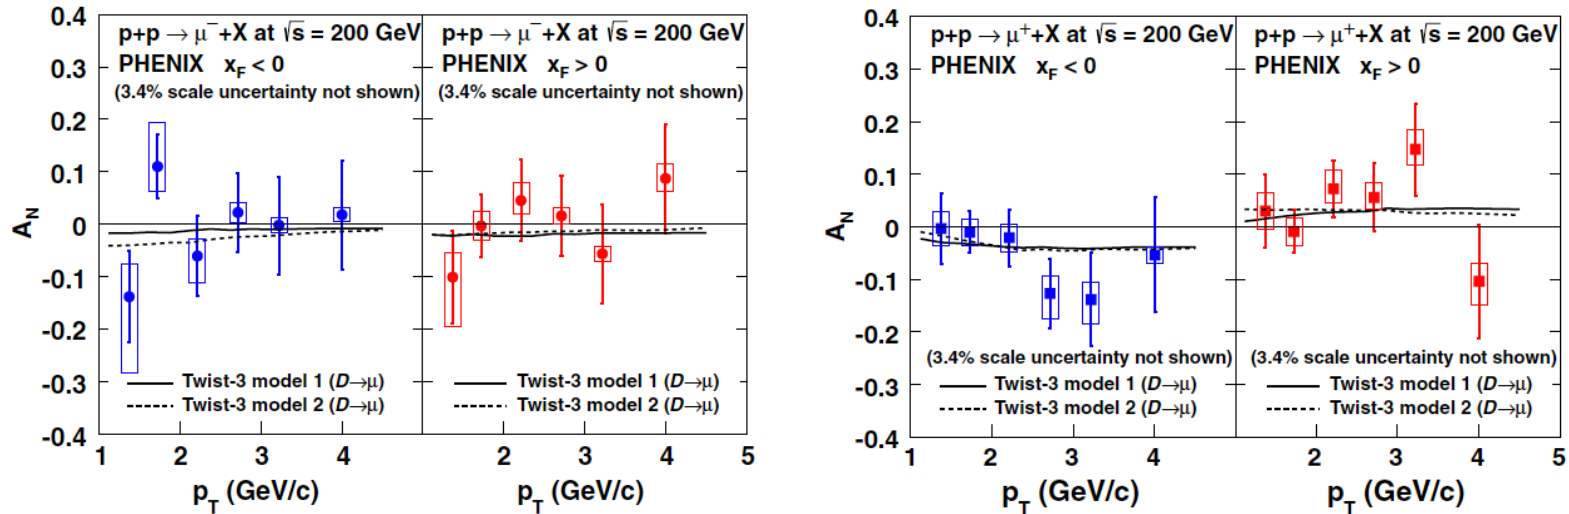 0.4
0.3
0.2
0.1
0
-0.1
-0.2
-0.3
-0.4
A_N
p+p → μ⁻+X at √s = 200 GeV
PHENIX x_F < 0
(3.4% scale uncertainty not shown)
Twist-3 model 1 (D→μ)
Twist-3 model 2 (D→μ)
1 2 3 4
p_T (GeV/c)
p+p → μ⁻+X at √s = 200 GeV
PHENIX x_F > 0
(3.4% scale uncertainty not shown)
Twist-3 model 1 (D→μ)
Twist-3 model 2 (D→μ)
2 3 4 5
p_T (GeV/c)
0.4
0.3
0.2
0.1
0
-0.1
-0.2
-0.3
-0.4
A_N
p+p → μ⁺+X at √s = 200 GeV
PHENIX x_F < 0
(3.4% scale uncertainty not shown)
Twist-3 model 1 (D→μ)
Twist-3 model 2 (D→μ)
1 2 3 4
p_T (GeV/c)
p+p → μ⁺+X at √s = 200 GeV
PHENIX x_F > 0
(3.4% scale uncertainty not shown)
Twist-3 model 1 (D→μ)
Twist-3 model 2 (D→μ)
2 3 4 5
p_T (GeV/c)